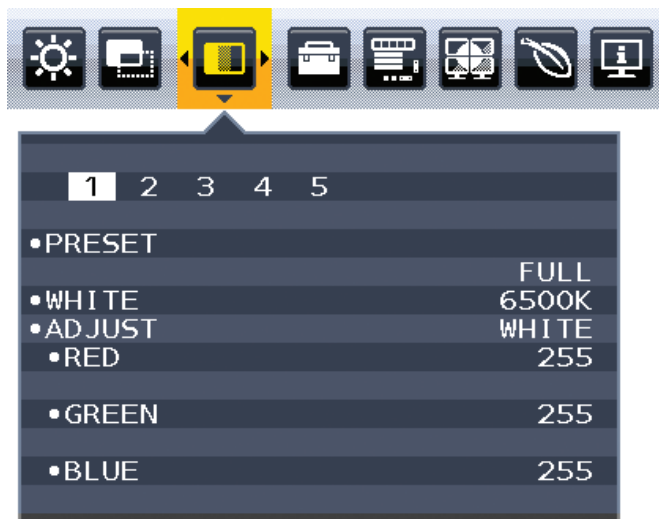 1 2 3 4 5
•PRESET
FULL
•WHITE 6500K
•ADJUST WHITE
•RED 255
•GREEN 255
•BLUE 255